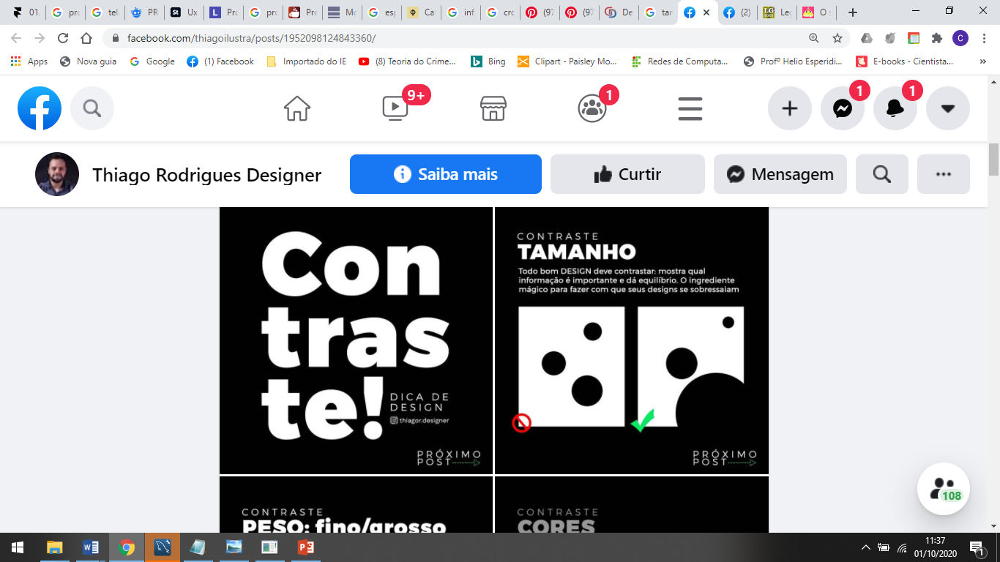 01
pro
tel
PR
St Ux
L Pro
pro
Pro
Mo
esp
Ca
inf
cro
(97
(97
De
tar
(2)
LG Leg
O s
facebook.com/thiagoilustra/posts/1952098124843360/
C
Apps Nova guia Google (1) Facebook Importado do IE (8) Teoria do Crime... Bing Clipart - Paisley Mo... Redes de Computa... Profº Helio Esperidi... E-books - Cientista... »
9+ 1 1 1
Thiago Rodrigues Designer Saiba mais Curtir Mensagem
Con
tras
te!
DICA DE
DESIGN
thiagor.designer
PRÓXIMO
POST
CONTRASTE
TAMANHO
Todo bom DESIGN deve contrastar: mostra qual
informação é importante e dá equilíbrio. O ingrediente
mágico para fazer com que seus designs se sobressaiam
PRÓXIMO
POST
CONTRASTE
PESO: fino/grosso
CONTRASTE
CORES
108
11:37
01/10/2020
1